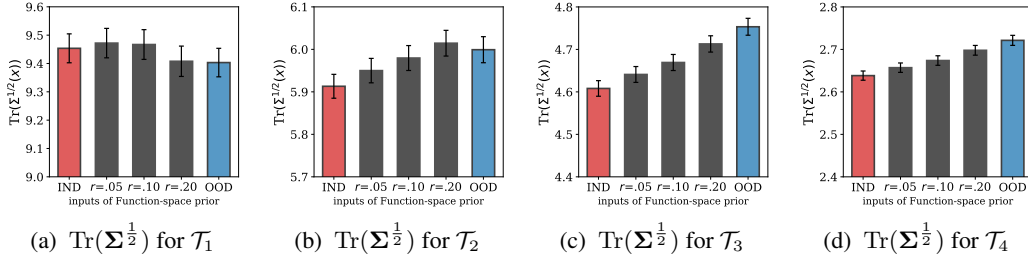 9.6
9.5
9.4
9.3
9.2
9.1
9.0
Tr(Σ^{1/2}(x))
IND r=.05 r=.10 r=.20 OOD
inputs of Function-space prior
(a) Tr(Σ^{1/2}) for 𝒯_1
6.1
6.0
5.9
5.8
5.7
Tr(Σ^{1/2}(x))
IND r=.05 r=.10 r=.20 OOD
inputs of Function-space prior
(b) Tr(Σ^{1/2}) for 𝒯_2
4.8
4.7
4.6
4.5
4.4
Tr(Σ^{1/2}(x))
IND r=.05 r=.10 r=.20 OOD
inputs of Function-space prior
(c) Tr(Σ^{1/2}) for 𝒯_3
2.8
2.7
2.6
2.5
2.4
Tr(Σ^{1/2}(x))
IND r=.05 r=.10 r=.20 OOD
inputs of Function-space prior
(d) Tr(Σ^{1/2}) for 𝒯_4